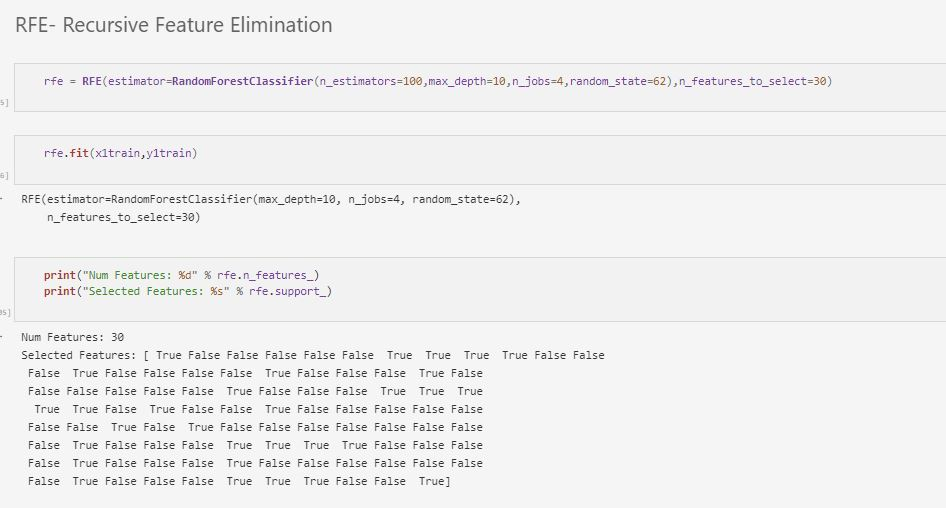 RFE- Recursive Feature Elimination
rfe = RFE(estimator=RandomForestClassifier(n_estimators=100,max_depth=10,n_jobs=4,random_state=62),n_features_to_select=30)
5]
rfe.fit(x1train,y1train)
6]
RFE(estimator=RandomForestClassifier(max_depth=10, n_jobs=4, random_state=62),
    n_features_to_select=30)
print("Num Features: %d" % rfe.n_features_)
print("Selected Features: %s" % rfe.support_)
Num Features: 30
Selected Features: [ True False False False False False  True  True  True  True False False
 False  True False False False False  True False False False  True False
 False False False False False  True False False False  True  True  True
  True  True False  True False False  True False False False False False
 False False  True False  True False False False False False False False
 False  True False False False  True  True  True  True False False False
 False  True False False False  True False False False False False False
 False  True False False False  True  True  True False False  True]